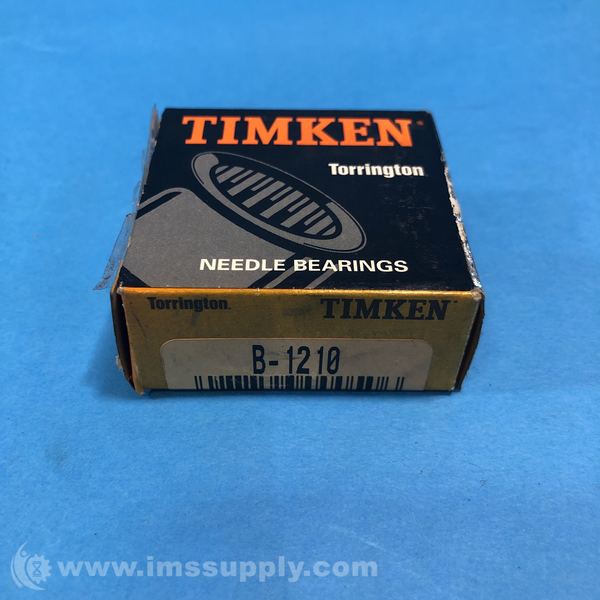 TIMKEN
Torrington
NEEDLE BEARINGS
Torrington. TIMKEN
B-1210
www.imssupply.com